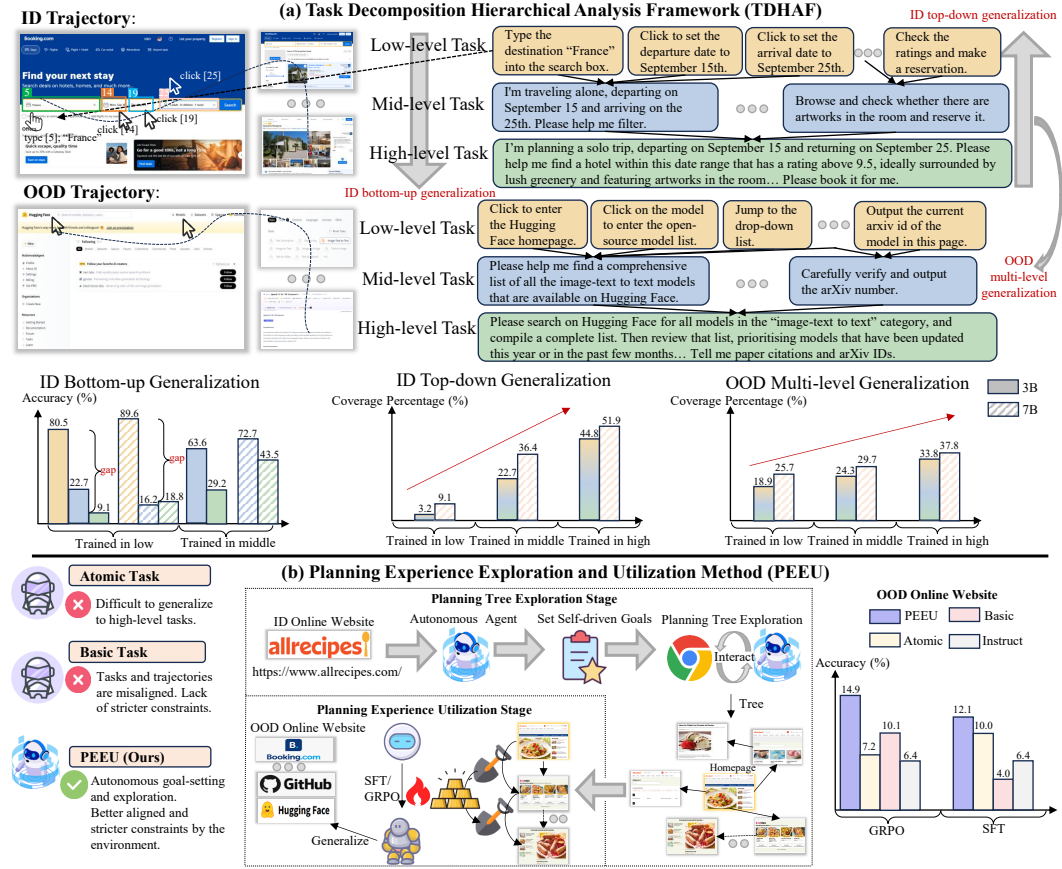 ID Trajectory:
(a) Task Decomposition Hierarchical Analysis Framework (TDHAF)
ID top-down generalization
Booking.com
Find your next stay
Search deals on hotels, homes, and much more...
click [25]
5
14
19
Search
click [19]
click [14]
type [5]; “France”
Low-level Task
Type the
destination “France”
into the search box.
Click to set the
departure date to
September 15th.
Click to set the
arrival date to
September 25th.
Check the
ratings and make
a reservation.
Mid-level Task
I'm traveling alone, departing on
September 15 and arriving on the
25th. Please help me filter.
Browse and check whether there are
artworks in the room and reserve it.
High-level Task
I’m planning a solo trip, departing on September 15 and returning on September 25. Please
help me find a hotel within this date range that has a rating above 9.5, ideally surrounded by
lush greenery and featuring artworks in the room… Please book it for me.
ID bottom-up generalization
OOD Trajectory:
Hugging Face
Low-level Task
Click to enter
the Hugging
Face homepage.
Click on the model
to enter the open-
source model list.
Jump to the
drop-down
list.
Output the current
arxiv id of the
model in this page.
Mid-level Task
Please help me find a comprehensive
list of all the image-text to text models
that are available on Hugging Face.
Carefully verify and output
the arXiv number.
OOD
multi-level
generalization
High-level Task
Please search on Hugging Face for all models in the “image-text to text” category, and
compile a complete list. Then review that list, prioritising models that have been updated
this year or in the past few months… Tell me paper citations and arXiv IDs.
ID Bottom-up Generalization
Accuracy (%)
80.5
22.7
9.1
gap
89.6
16.2
18.8
gap
63.6
29.2
72.7
43.5
Trained in low
Trained in middle
ID Top-down Generalization
Coverage Percentage (%)
3.2
9.1
22.7
36.4
44.8
51.9
Trained in low
Trained in middle
Trained in high
OOD Multi-level Generalization
Coverage Percentage (%)
18.9
25.7
24.3
29.7
33.8
37.8
Trained in low
Trained in middle
Trained in high
3B
7B
(b) Planning Experience Exploration and Utilization Method (PEEU)
Atomic Task
Difficult to generalize
to high-level tasks.
Basic Task
Tasks and trajectories
are misaligned. Lack
of stricter constraints.
PEEU (Ours)
Autonomous goal-setting
and exploration.
Better aligned and
stricter constraints by the
environment.
Planning Tree Exploration Stage
ID Online Website
allrecipes
https://www.allrecipes.com/
Autonomous Agent
Set Self-driven Goals
Planning Tree Exploration
Interact
Tree
Homepage
Planning Experience Utilization Stage
OOD Online Website
B.
Booking.com
GitHub
Hugging Face
SFT/
GRPO
Generalize
OOD Online Website
PEEU
Basic
Atomic
Instruct
Accuracy (%)
14.9
7.2
10.1
6.4
12.1
10.0
4.0
6.4
GRPO
SFT